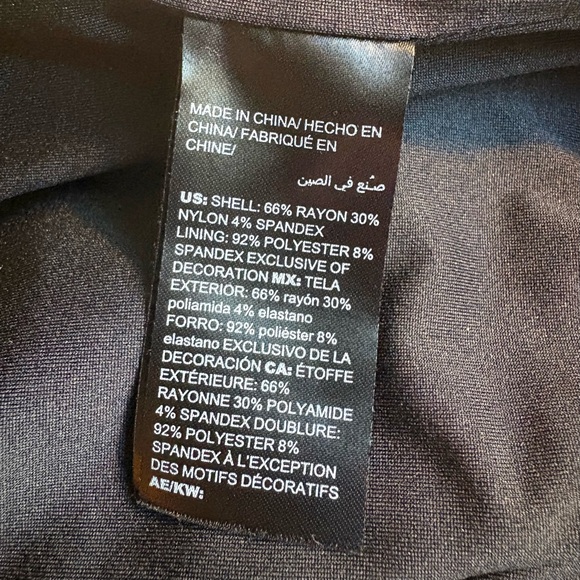 MADE IN CHINA/ HECHO EN
CHINA/ FABRIQUÉ EN
CHINE/
صُنع في الصين
US: SHELL: 66% RAYON 30%
NYLON 4% SPANDEX
LINING: 92% POLYESTER 8%
SPANDEX EXCLUSIVE OF
DECORATION MX: TELA
EXTERIOR: 66% rayón 30%
poliamida 4% elastano
FORRO: 92% poliéster 8%
elastano EXCLUSIVO DE LA
DECORACIÓN CA: ÉTOFFE
EXTÉRIEURE: 66%
RAYONNE 30% POLYAMIDE
4% SPANDEX DOUBLURE:
92% POLYESTER 8%
SPANDEX À L'EXCEPTION
DES MOTIFS DÉCORATIFS
AE/KW: